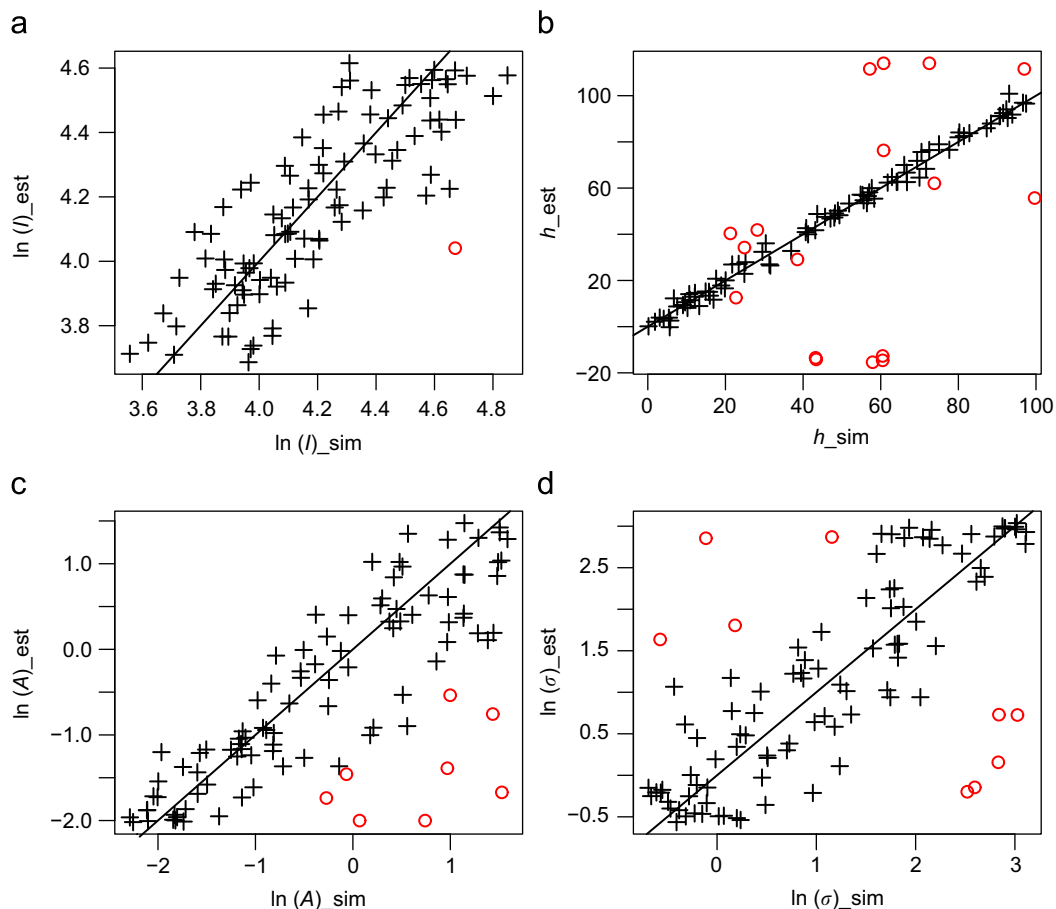 a
4.6
4.4
4.2
4.0
3.8
ln (I)_est
3.6 4.0 4.2 4.4 4.6 4.8
ln (I)_sim
b
100
60
20
−20
h_est
0 20 40 60 80 100
h_sim
c
1.0
0.0
−1.0
−2.0
ln (A)_est
−2 −1 0 1
ln (A)_sim
d
2.5
1.5
0.5
−0.5
ln (σ)_est
0 1 2 3
ln (σ)_sim